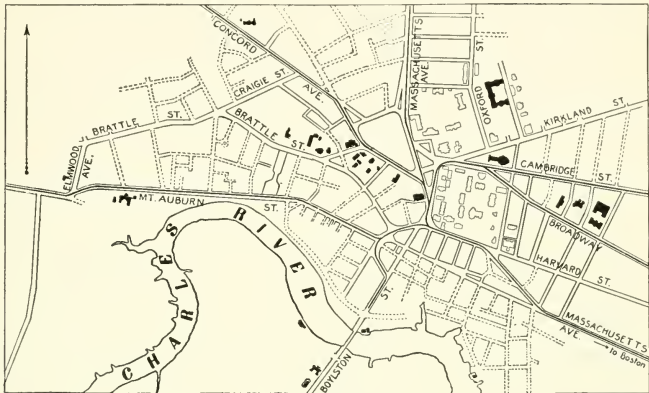 CONCORD
AVE.
MASSACHUSETTS
AVE.
OXFORD
ST.
KIRKLAND ST.
CRAIGIE ST.
BRATTLE ST.
BRATTLE ST.
ELMWOOD
AVE.
CAMBRIDGE ST.
MT. AUBURN ST.
BROADWAY
HARVARD ST.
CHARLES RIVER
BOYLSTON ST.
MASSACHUSETTS
AVE.
to Boston